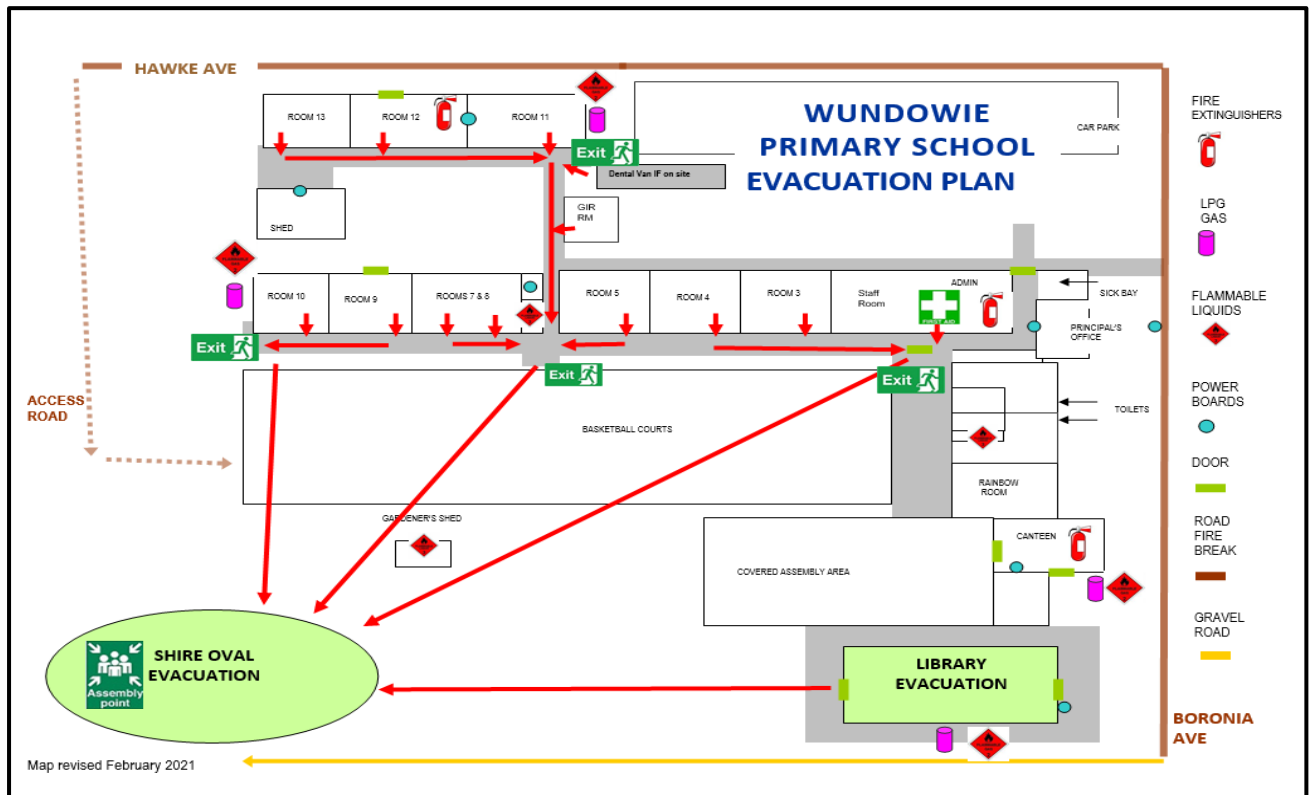 HAWKE AVE
WUNDOWIE
PRIMARY SCHOOL
EVACUATION PLAN
CAR PARK
ROOM 13
ROOM 12
ROOM 11
Exit
Dental Van IF on site
GIR
RM
SHED
ROOM 10
ROOM 9
ROOMS 7 & 8
ROOM 5
ROOM 4
ROOM 3
Staff
Room
ADMIN
FIRST AID
SICK BAY
PRINCIPAL'S
OFFICE
Exit
Exit
Exit
ACCESS
ROAD
BASKETBALL COURTS
TOILETS
RAINBOW
ROOM
GARDENER'S SHED
CANTEEN
COVERED ASSEMBLY AREA
SHIRE OVAL
EVACUATION
Assembly
point
LIBRARY
EVACUATION
BORONIA
AVE
Map revised February 2021
FIRE
EXTINGUISHERS
LPG
GAS
FLAMMABLE
LIQUIDS
POWER
BOARDS
DOOR
ROAD
FIRE
BREAK
GRAVEL
ROAD